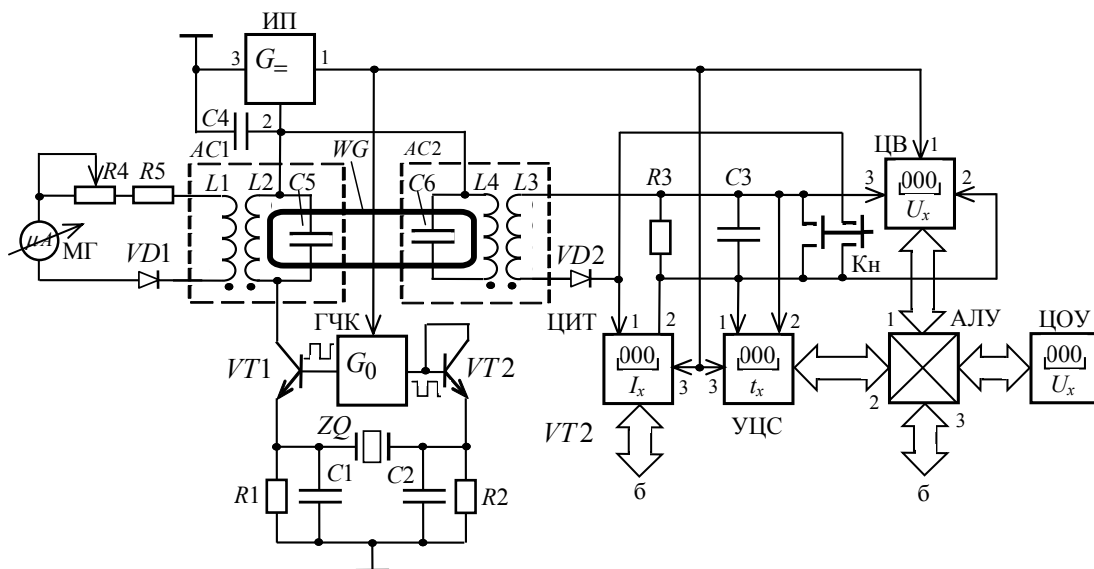 ИП
3
G=
1
C4
2
AC1
WG
AC2
ЦВ
1
R4
R5
L1
L2
C5
C6
L4
L3
R3
C3
3
000
Ux
2
μA
МГ
VD1
VD2
Кн
ГЧК
ЦИТ
1
2
1
2
1
АЛУ
ЦОУ
VT1
G0
VT2
000
Ix
3
3
000
tx
2
3
000
Ux
УЦС
VT2
ZQ
R1
C1
C2
R2
б
б